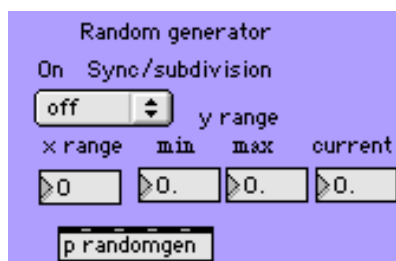 Random generator
On Sync/subdivision
off
y range
x range min max current
0 0. 0. 0.
p randomgen